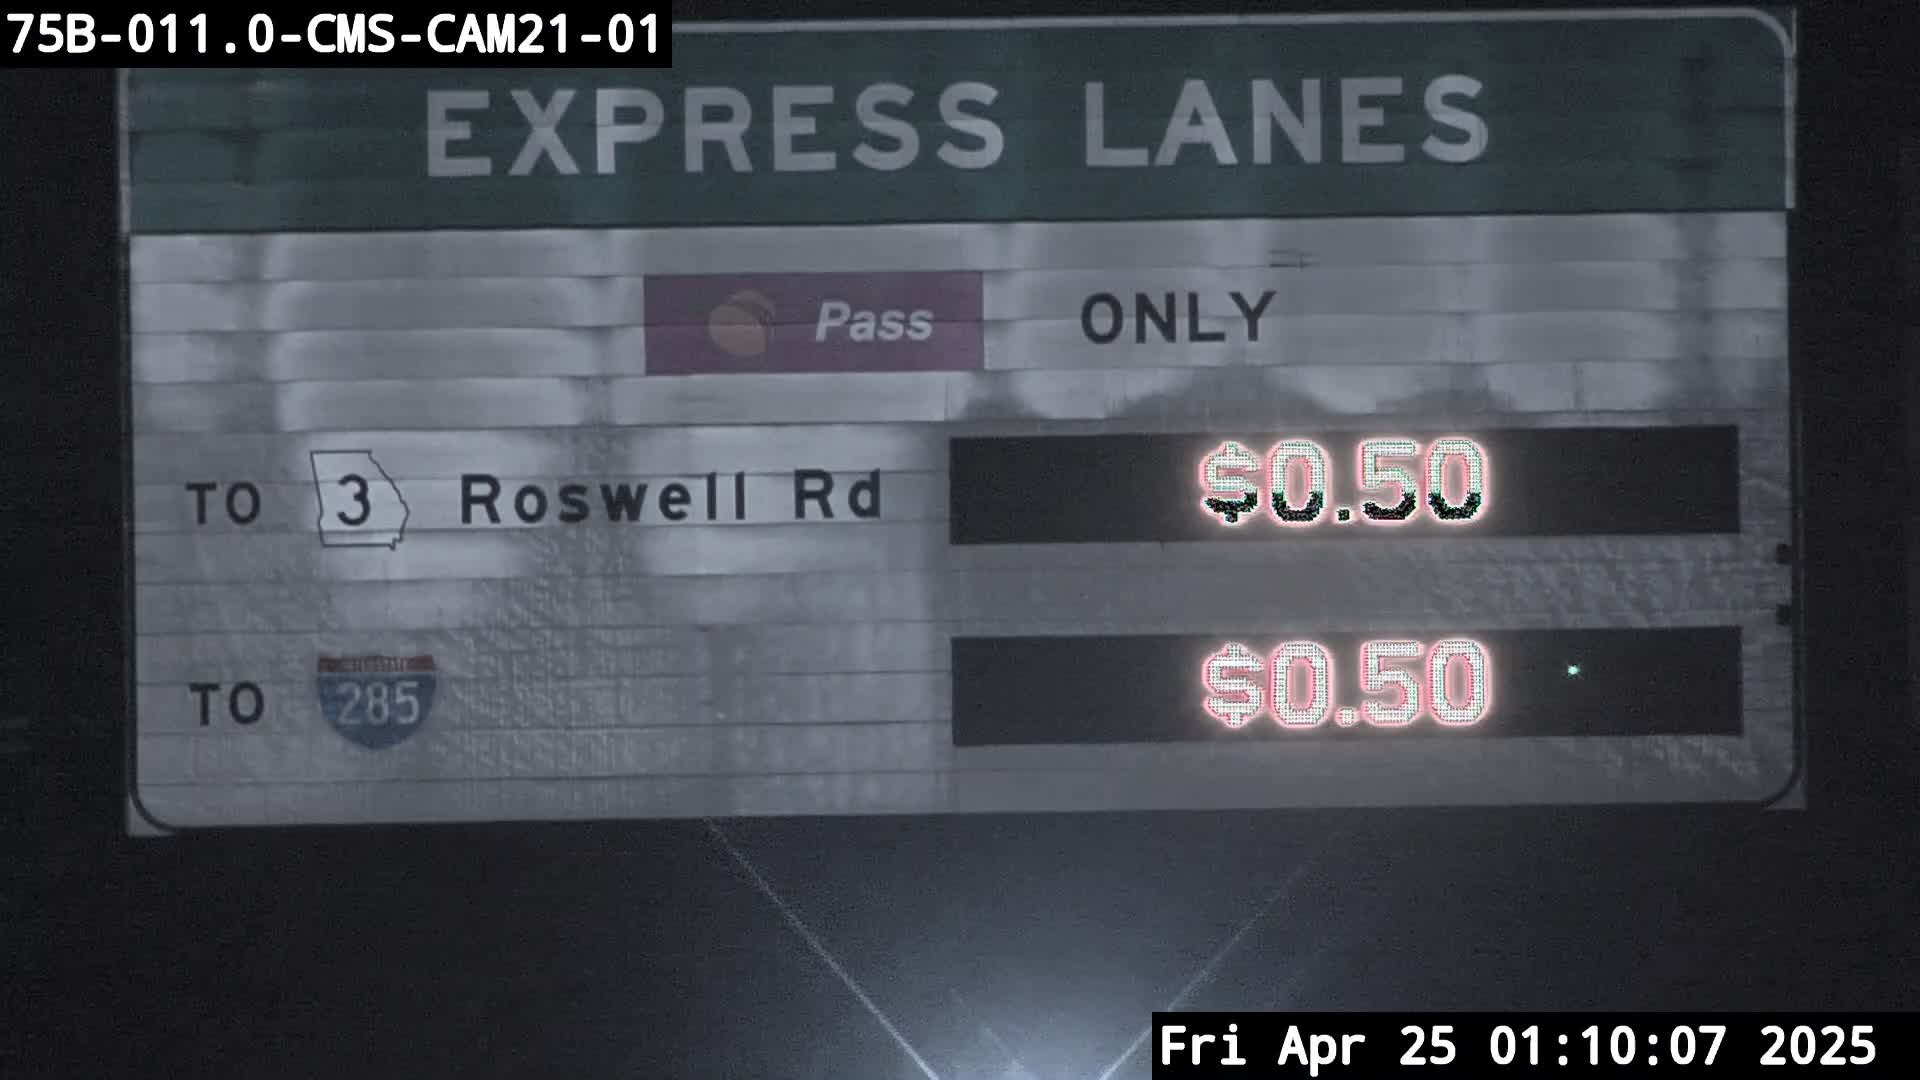 75B-011.0-CMS-CAM21-01
EXPRESS LANES
Pass ONLY
TO 3 Roswell Rd $0.50
TO 285 $0.50
Fri Apr 25 01:10:07 2025